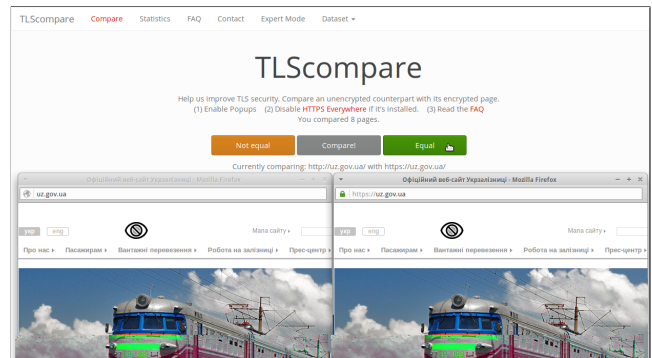 TLScompare Compare Statistics FAQ Contact Expert Mode Dataset
TLScompare
Help us improve TLS security. Compare an unencrypted counterpart with its encrypted page.
(1) Enable Popups (2) Disable HTTPS Everywhere if it's installed. (3) Read the FAQ
You compared 8 pages.
Not equal Compare! Equal
Currently comparing: http://uz.gov.ua/ with https://uz.gov.ua/
Офіційний веб-сайт Укрзалізниці - Mozilla Firefox
uz.gov.ua
укр eng Мапа сайту
Про нас Пасажирам Вантажні перевезення Робота на залізниці Прес-центр
Офіційний веб-сайт Укрзалізниці - Mozilla Firefox
https://uz.gov.ua
укр eng Мапа сайту
Про нас Пасажирам Вантажні перевезення Робота на залізниці Прес-центр